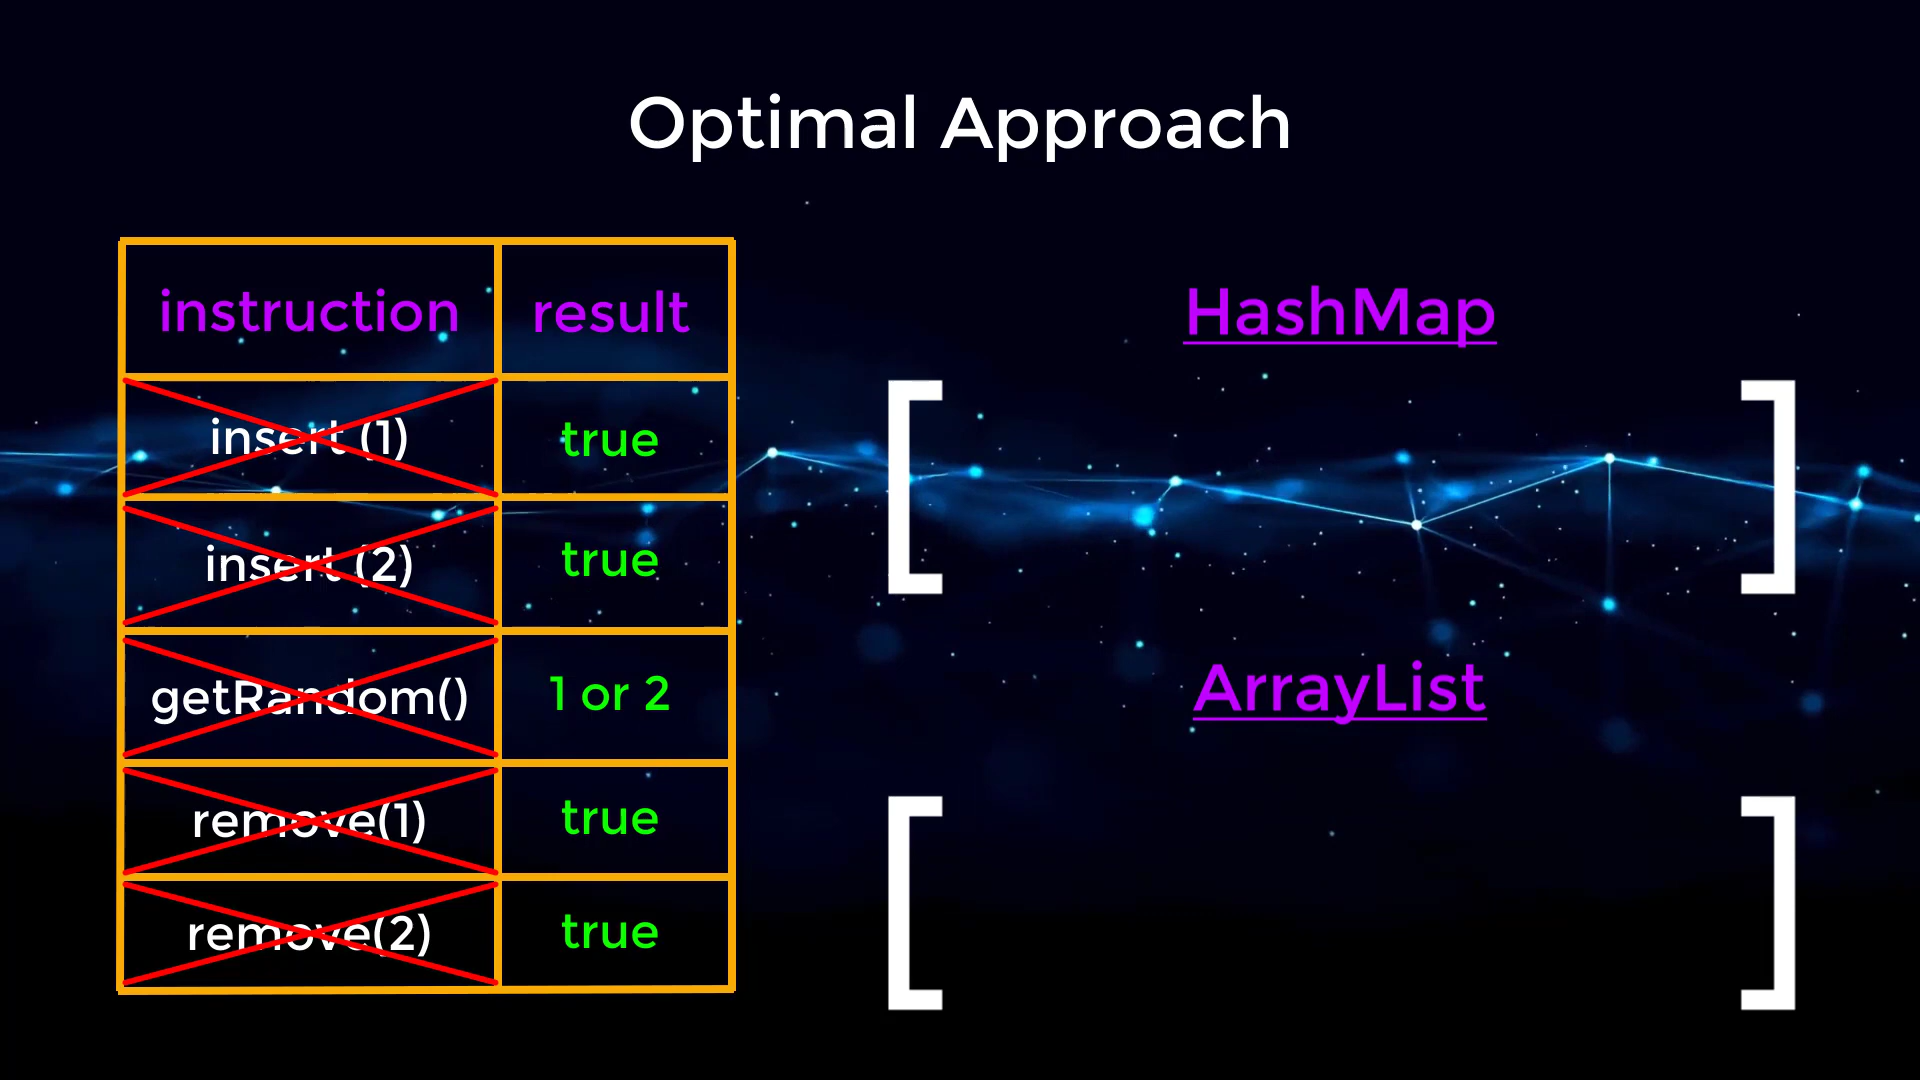 Optimal Approach
instruction result
insert (1) true
insert (2) true
getRandom() 1 or 2
remove(1) true
remove(2) true
HashMap
[ ]
ArrayList
[ ]